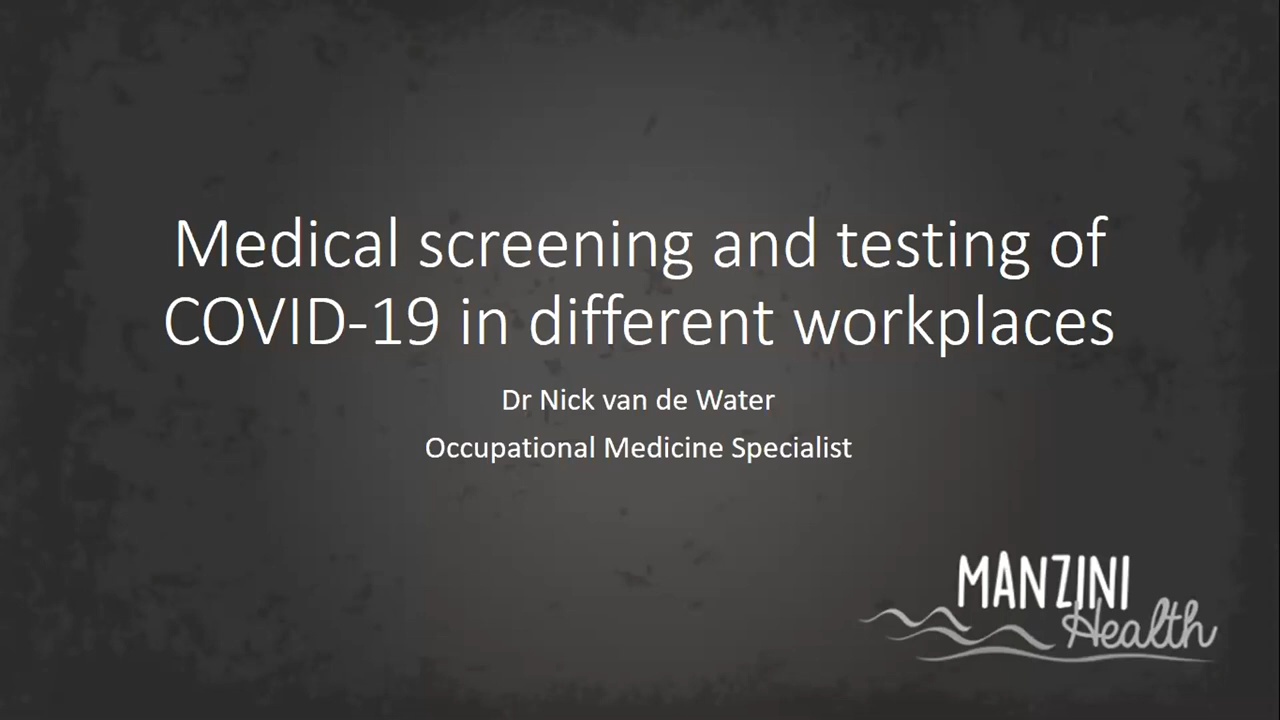 Medical screening and testing of
COVID-19 in different workplaces
Dr Nick van de Water
Occupational Medicine Specialist
MANZINI
Health